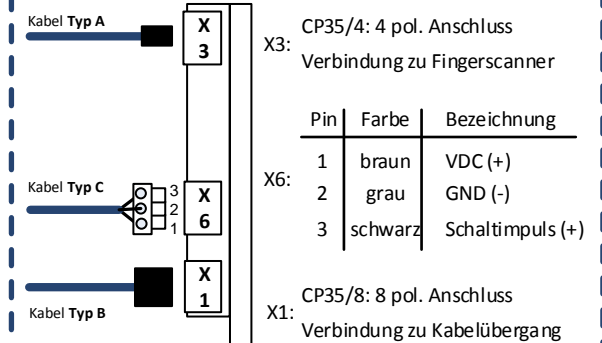 Kabel Typ A
X
3
X3:
CP35/4: 4 pol. Anschluss
Verbindung zu Fingerscanner
Kabel Typ C
3
2
1
X
6
X6:
Pin Farbe Bezeichnung
1 braun VDC (+)
2 grau GND (-)
3 schwarz Schaltimpuls (+)
Kabel Typ B
X
1
X1:
CP35/8: 8 pol. Anschluss
Verbindung zu Kabelübergang